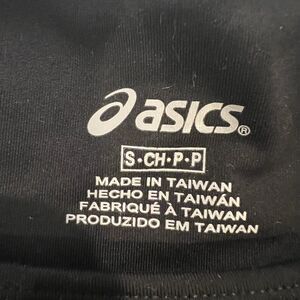 asics®
S·CH·P·P
MADE IN TAIWAN
HECHO EN TAIWÁN
FABRIQUÉ À TAIWAN
PRODUZIDO EM TAIWAN